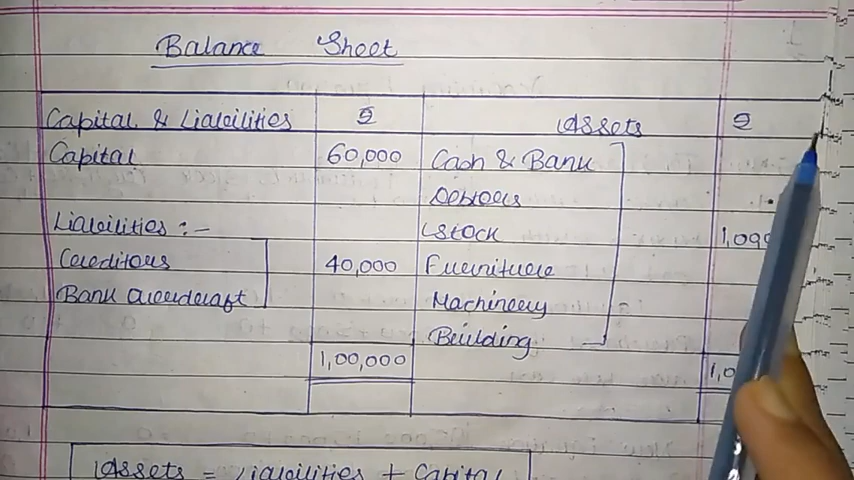 Balance Sheet
Capital & Liabilities ₹ Assets ₹
Capital 60,000 Cash & Bank
Debtors
Liabilities :- Stock
Creditors 40,000 Furniture
Bank overdraft Machinery
Building
1,00,000
Assets = Liabilities + Capital